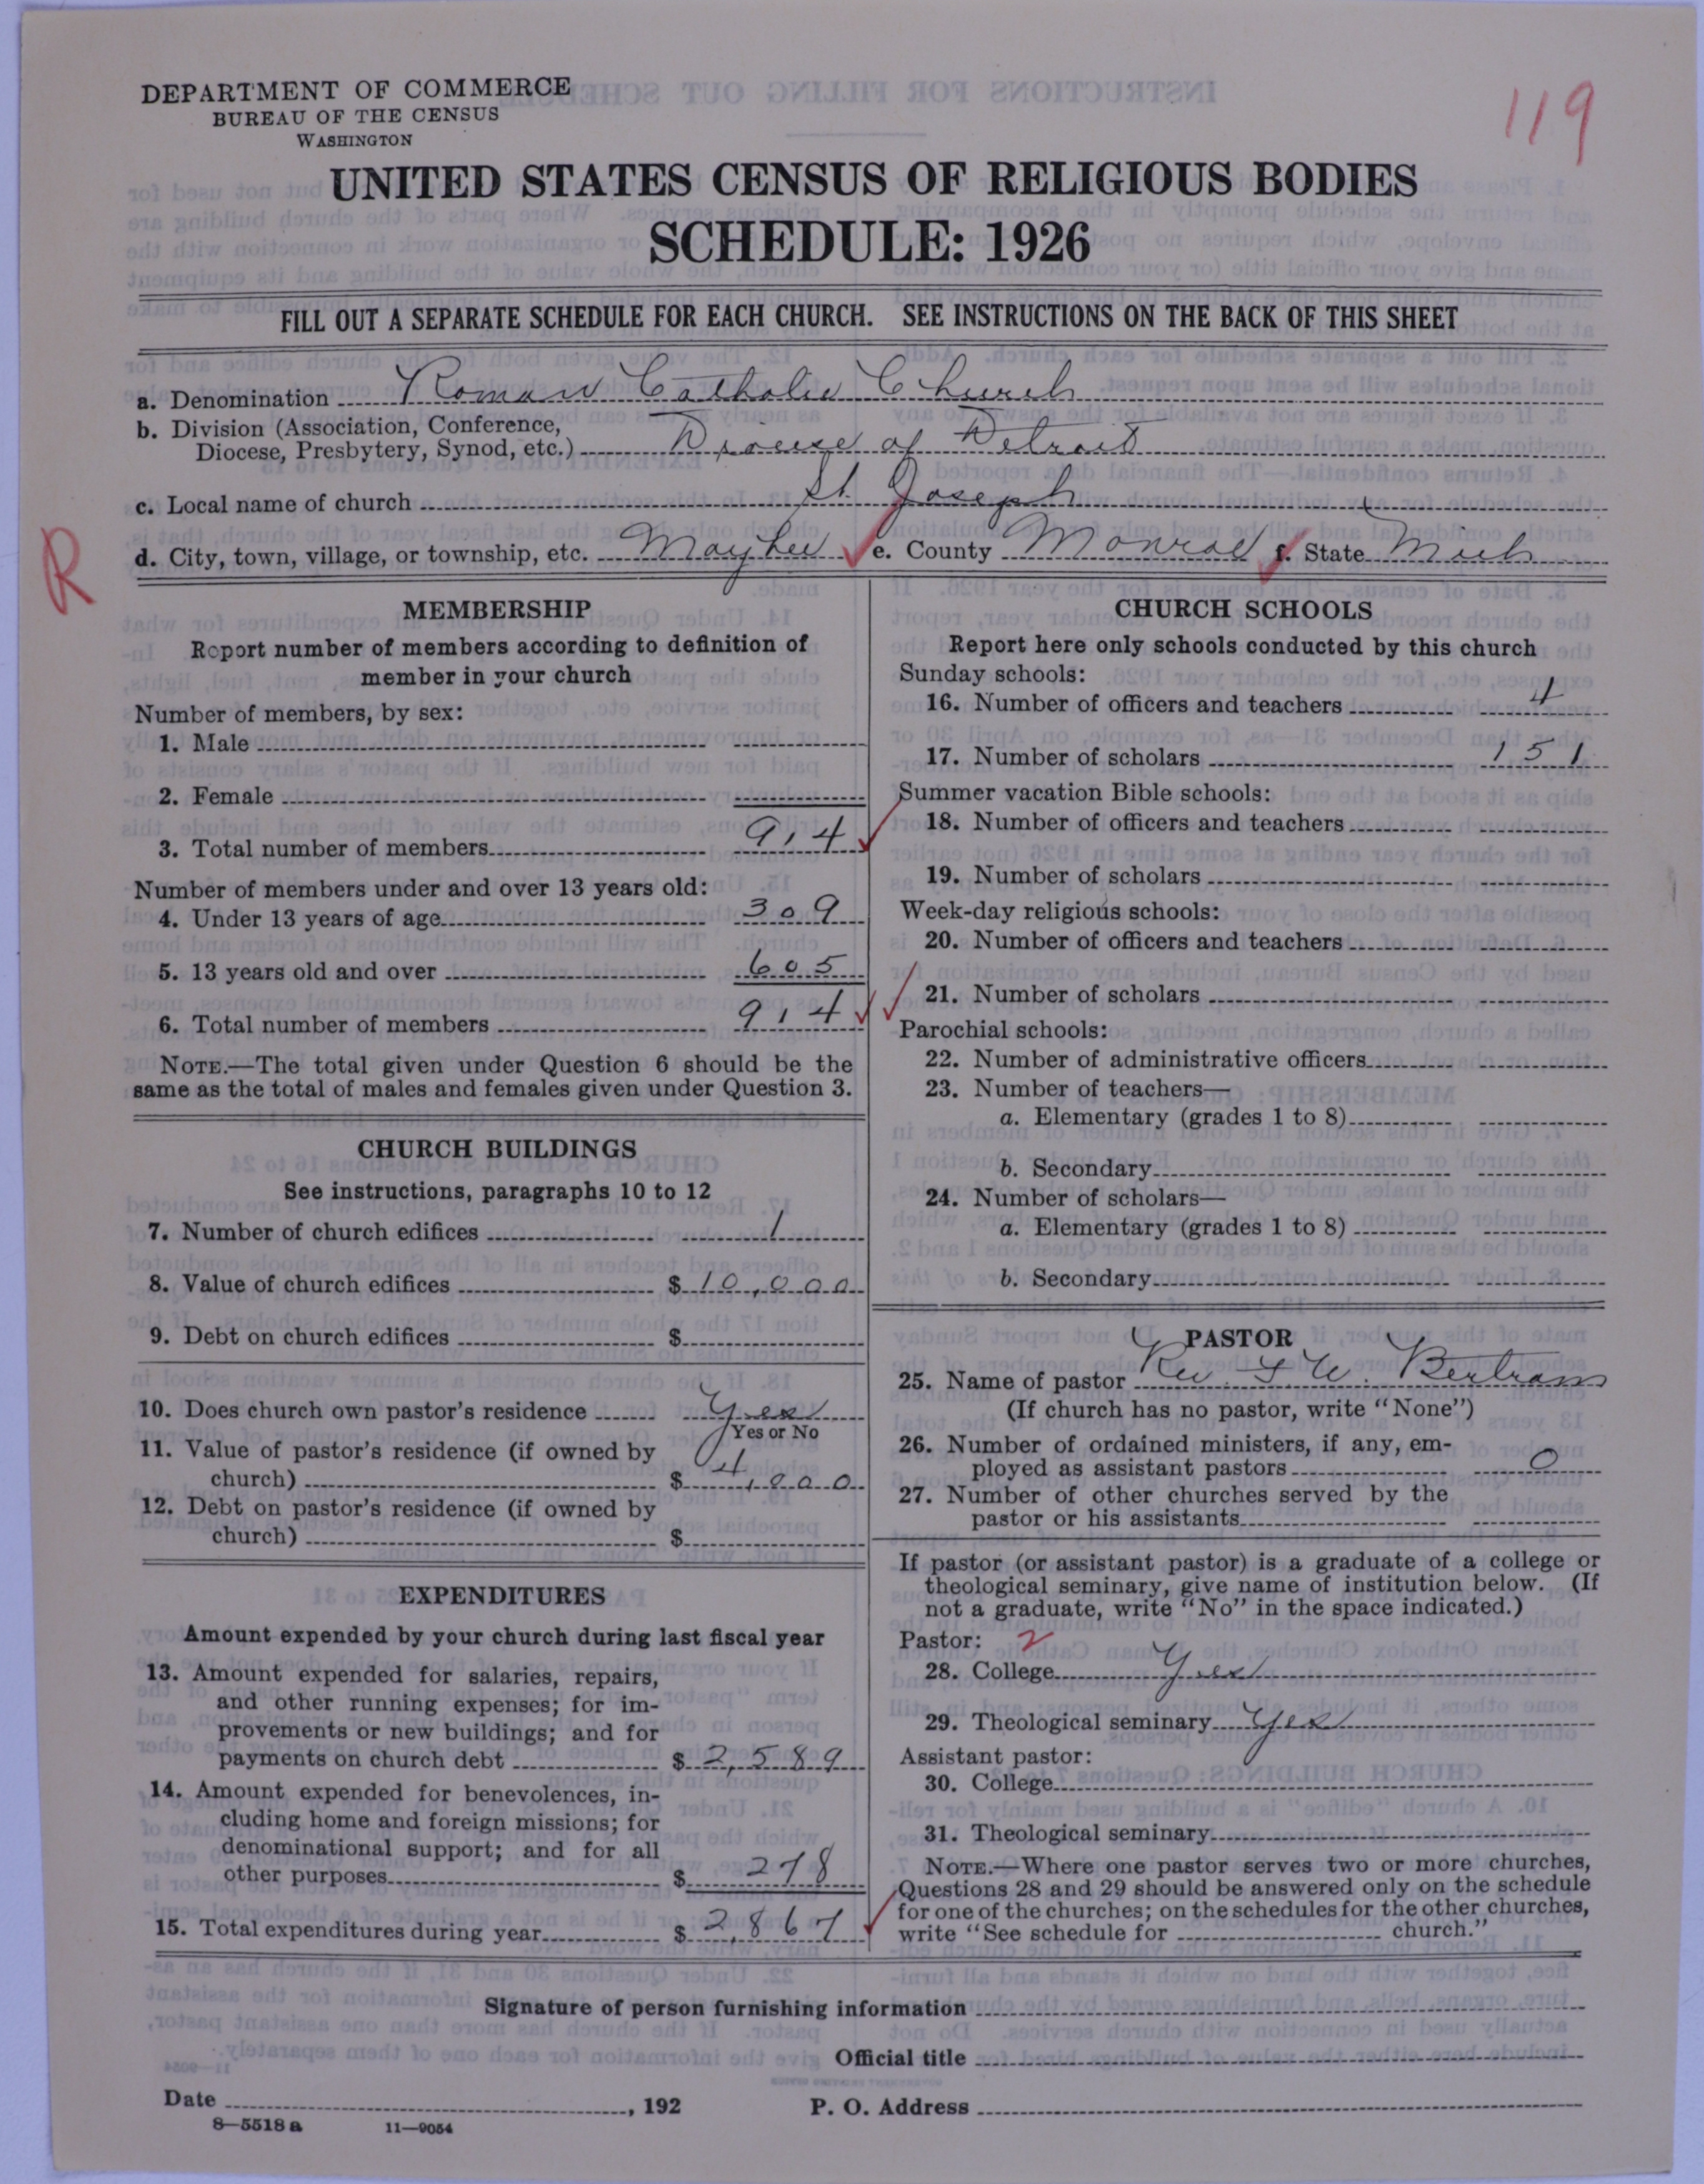 DEPARTMENT OF COMMERCE
BUREAU OF THE CENSUS
WASHINGTON
119
UNITED STATES CENSUS OF RELIGIOUS BODIES
SCHEDULE: 1926
FILL OUT A SEPARATE SCHEDULE FOR EACH CHURCH. SEE INSTRUCTIONS ON THE BACK OF THIS SHEET
a. Denomination Roman Catholic Church
b. Division (Association, Conference,
Diocese, Presbytery, Synod, etc.) Diocese of Detroit
c. Local name of church St. Joseph
R
d. City, town, village, or township, etc. Maybee e. County Monroe f. State Mich
MEMBERSHIP
Report number of members according to definition of
member in your church
Number of members, by sex:
1. Male
2. Female
3. Total number of members 914
Number of members under and over 13 years old:
4. Under 13 years of age 309
5. 13 years old and over 605
6. Total number of members 914
NOTE.—The total given under Question 6 should be the
same as the total of males and females given under Question 3.
CHURCH BUILDINGS
See instructions, paragraphs 10 to 12
7. Number of church edifices 1
8. Value of church edifices $ 10,000
9. Debt on church edifices $
10. Does church own pastor's residence Yes
Yes or No
11. Value of pastor's residence (if owned by
church) $ 4,000
12. Debt on pastor's residence (if owned by
church) $
EXPENDITURES
Amount expended by your church during last fiscal year
13. Amount expended for salaries, repairs,
and other running expenses; for im-
provements or new buildings; and for
payments on church debt $ 2,589
14. Amount expended for benevolences, in-
cluding home and foreign missions; for
denominational support; and for all
other purposes $ 278
15. Total expenditures during year $ 2,867
CHURCH SCHOOLS
Report here only schools conducted by this church
Sunday schools:
16. Number of officers and teachers 4
17. Number of scholars 151
Summer vacation Bible schools:
18. Number of officers and teachers
19. Number of scholars
Week-day religious schools:
20. Number of officers and teachers
21. Number of scholars
Parochial schools:
22. Number of administrative officers
23. Number of teachers—
a. Elementary (grades 1 to 8)
b. Secondary
24. Number of scholars—
a. Elementary (grades 1 to 8)
b. Secondary
PASTOR
25. Name of pastor Rev. F. W. Bertram
(If church has no pastor, write "None")
26. Number of ordained ministers, if any, em-
ployed as assistant pastors 0
27. Number of other churches served by the
pastor or his assistants
If pastor (or assistant pastor) is a graduate of a college or
theological seminary, give name of institution below. (If
not a graduate, write "No" in the space indicated.)
Pastor: 2
28. College Yes
29. Theological seminary Yes
Assistant pastor:
30. College
31. Theological seminary
NOTE.—Where one pastor serves two or more churches,
Questions 28 and 29 should be answered only on the schedule
for one of the churches; on the schedules for the other churches,
write "See schedule for church."
Signature of person furnishing information
Official title
Date , 192 P. O. Address
8—5518 a 11—9054